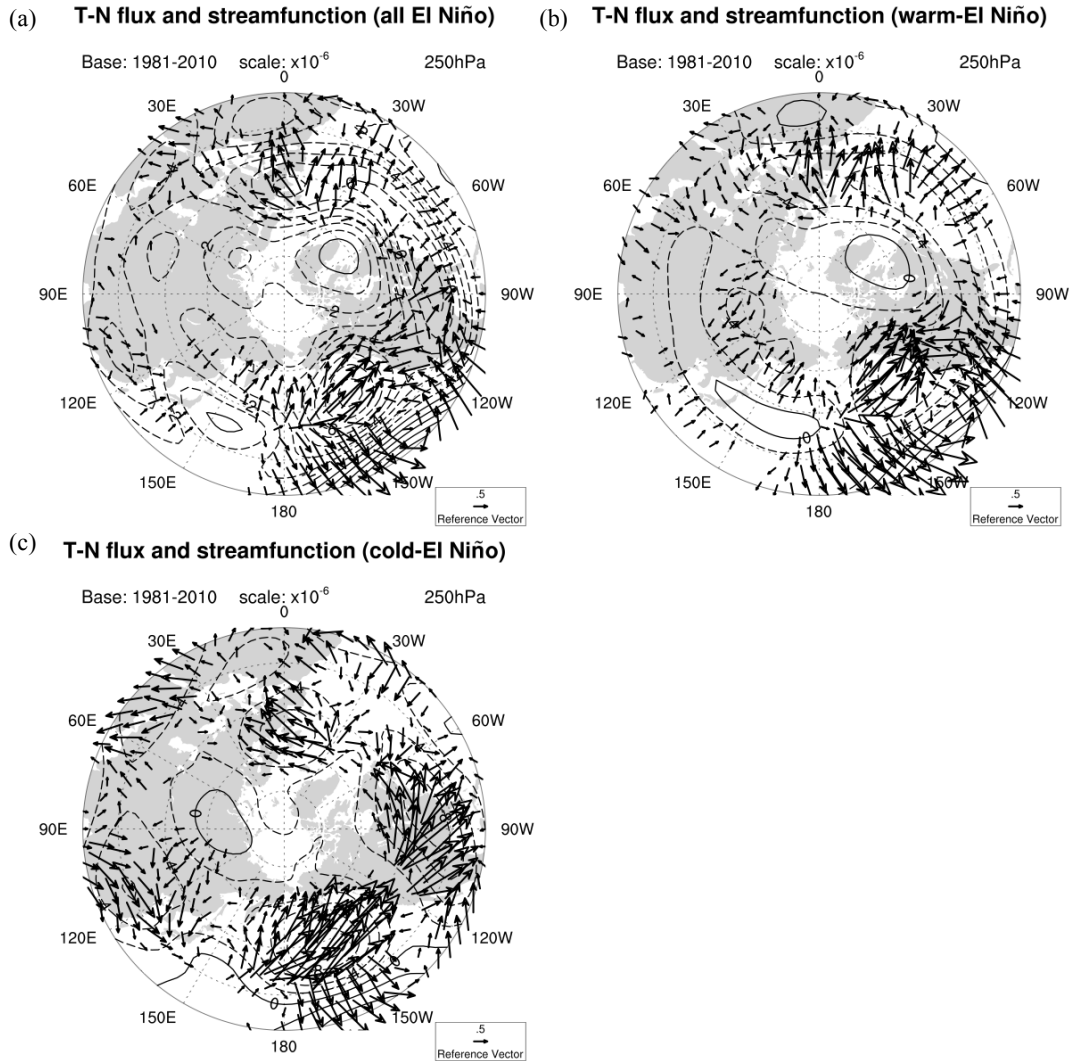 (a) T-N flux and streamfunction (all El Niño)
Base: 1981-2010 scale: x10-6 250hPa
0
30E 30W
60E 60W
90E 90W
120E 120W
150E 150W
180
.5
Reference Vector
(b) T-N flux and streamfunction (warm-El Niño)
Base: 1981-2010 scale: x10-6 250hPa
0
30E 30W
60E 60W
90E 90W
120E 120W
150E 150W
180
.5
Reference Vector
(c) T-N flux and streamfunction (cold-El Niño)
Base: 1981-2010 scale: x10-6 250hPa
0
30E 30W
60E 60W
90E 90W
120E 120W
150E 150W
180
.5
Reference Vector